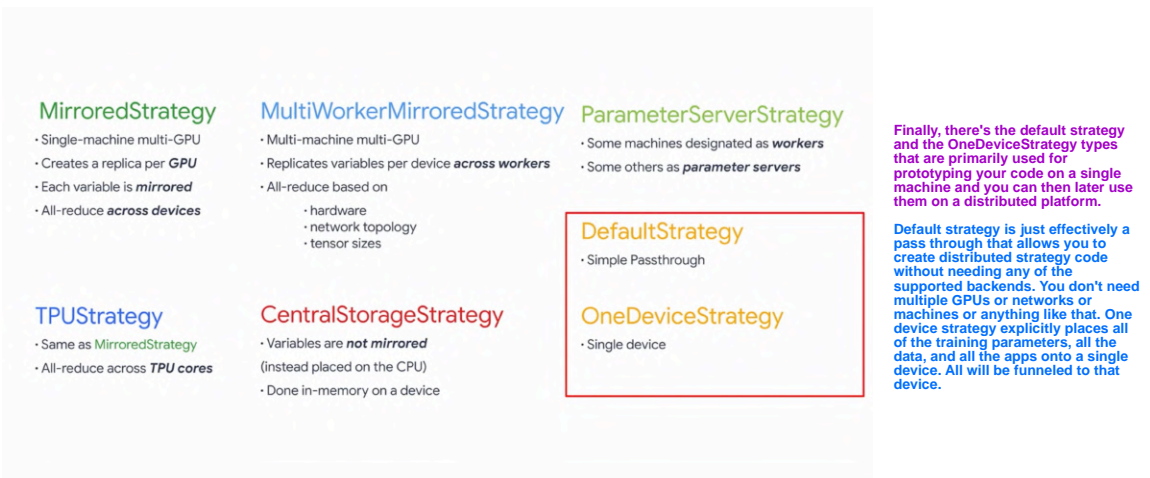 MirroredStrategy
· Single-machine multi-GPU
· Creates a replica per GPU
· Each variable is mirrored
· All-reduce across devices
MultiWorkerMirroredStrategy
· Multi-machine multi-GPU
· Replicates variables per device across workers
· All-reduce based on
· hardware
· network topology
· tensor sizes
ParameterServerStrategy
· Some machines designated as workers
· Some others as parameter servers
DefaultStrategy
· Simple Passthrough
TPUStrategy
· Same as MirroredStrategy
· All-reduce across TPU cores
CentralStorageStrategy
· Variables are not mirrored
(instead placed on the CPU)
· Done in-memory on a device
OneDeviceStrategy
· Single device
Finally, there's the default strategy
and the OneDeviceStrategy types
that are primarily used for
prototyping your code on a single
machine and you can then later use
them on a distributed platform.
Default strategy is just effectively a
pass through that allows you to
create distributed strategy code
without needing any of the
supported backends. You don't need
multiple GPUs or networks or
machines or anything like that. One
device strategy explicitly places all
of the training parameters, all the
data, and all the apps onto a single
device. All will be funneled to that
device.